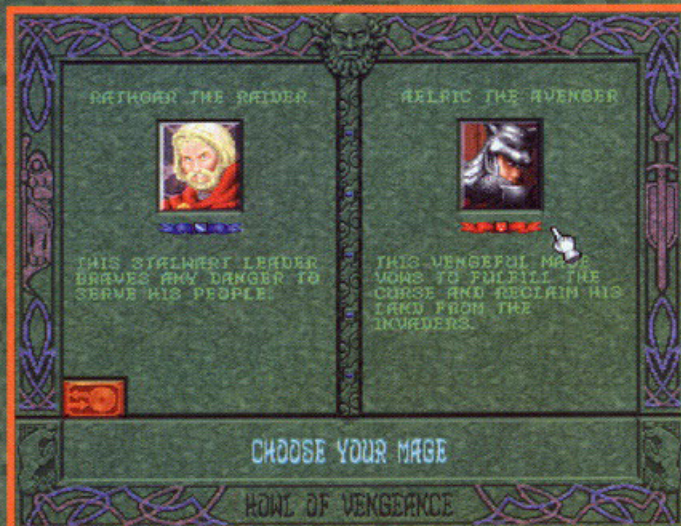 RATHGAR THE RAIDER
THIS STALWART LEADER
BRAVES ANY DANGER TO
SERVE HIS PEOPLE.
AELRIC THE AVENGER
THIS VENGEFUL MAGE
VOWS TO FULFILL THE
CURSE AND RECLAIM HIS
LAND FROM THE
INVADERS.
CHOOSE YOUR MAGE
HOWL OF VENGEANCE